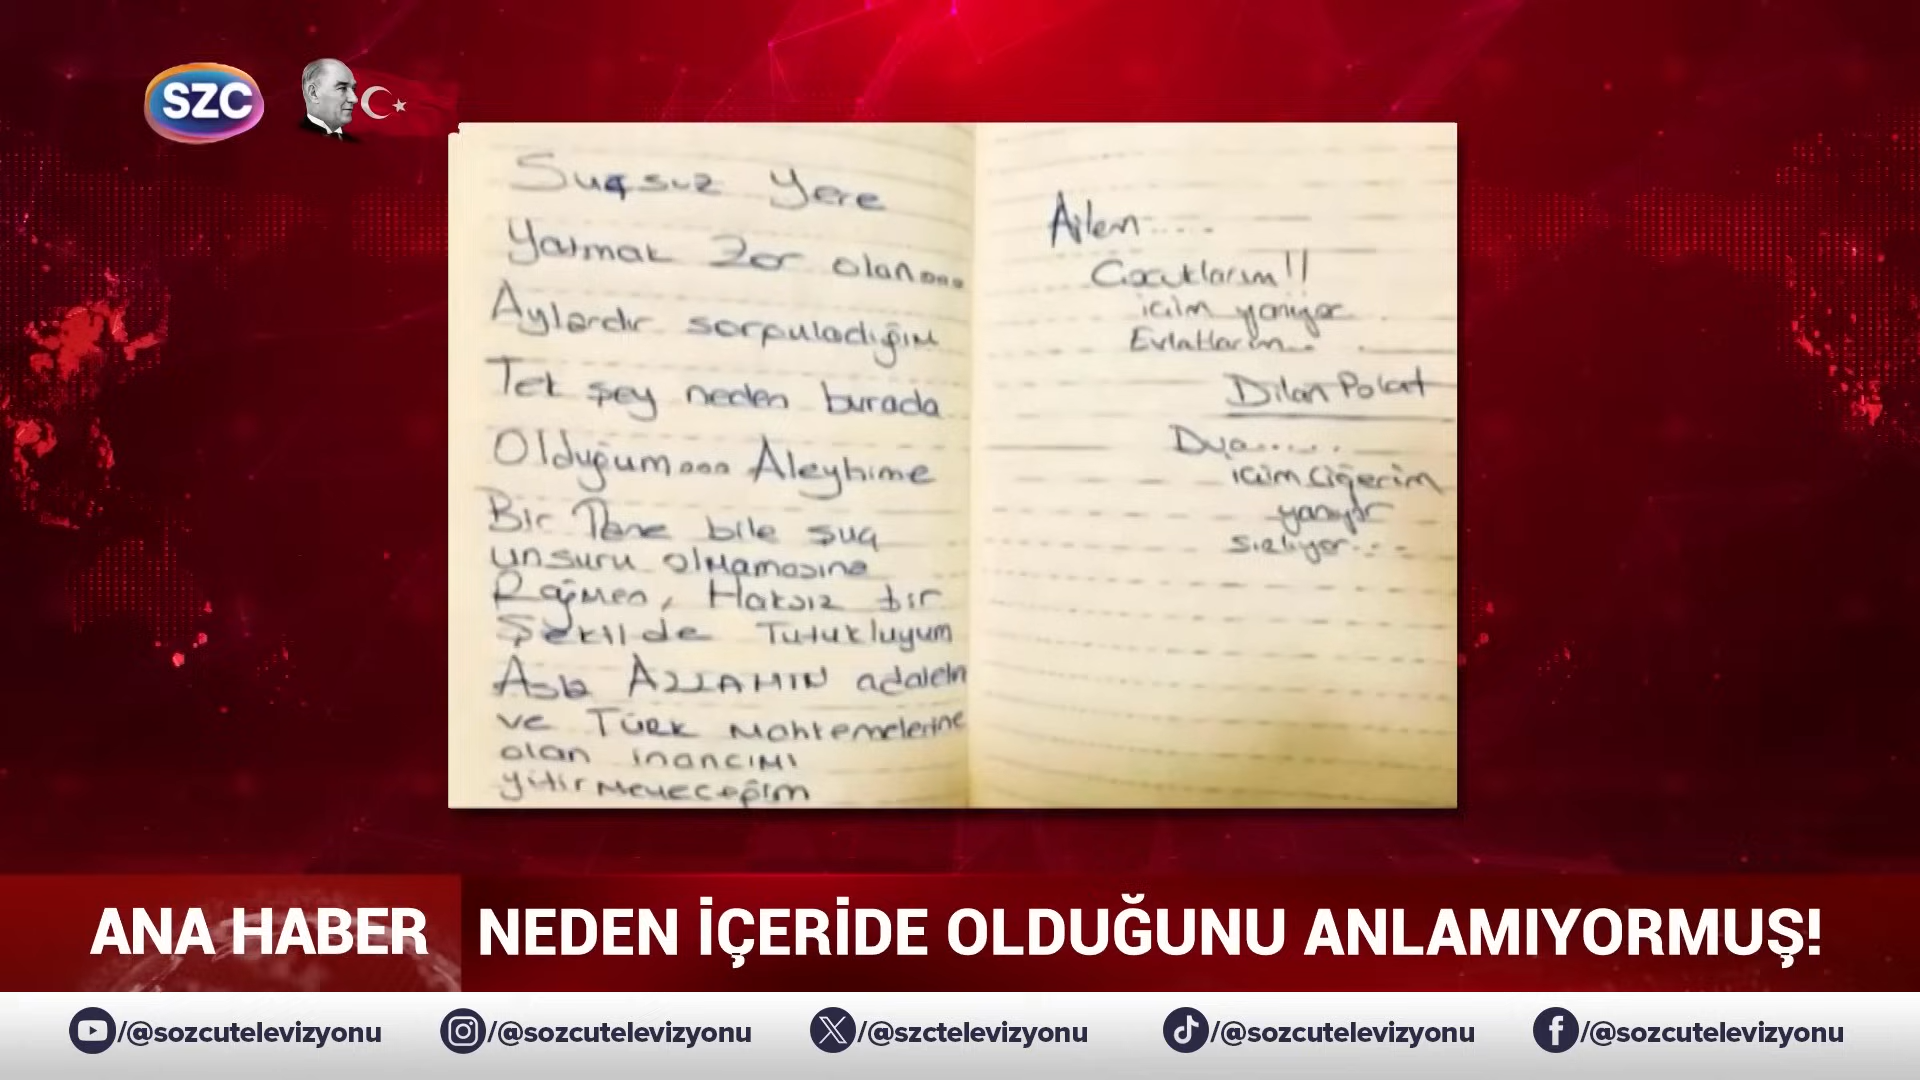 SZC
Suçsuz Yere
Yatmak Zor olan...
Aylardır sorguladığım
Tek şey neden burada
Olduğum... Aleyhime
Bir Tane bile suç
unsuru olmamasına
Rağmen, Haksız bir
Şekilde Tutukluyum
Asla ALLAHIN adaletin
ve Türk Mahkemelerine
olan inancımı
yitirmeyeceğim
Ailem....
Çocuklarım!!
içim yanıyor
Evlatlarım..
Dilan Polat
Dua......
içim Ciğerim
yanıyor
sızlıyor....
ANA HABER
NEDEN İÇERİDE OLDUĞUNU ANLAMIYORMUŞ!
/@sozcutelevizyonu
/@sozcutelevizyonu
/@szctelevizyonu
/@sozcutelevizyonu
/@sozcutelevizyonu